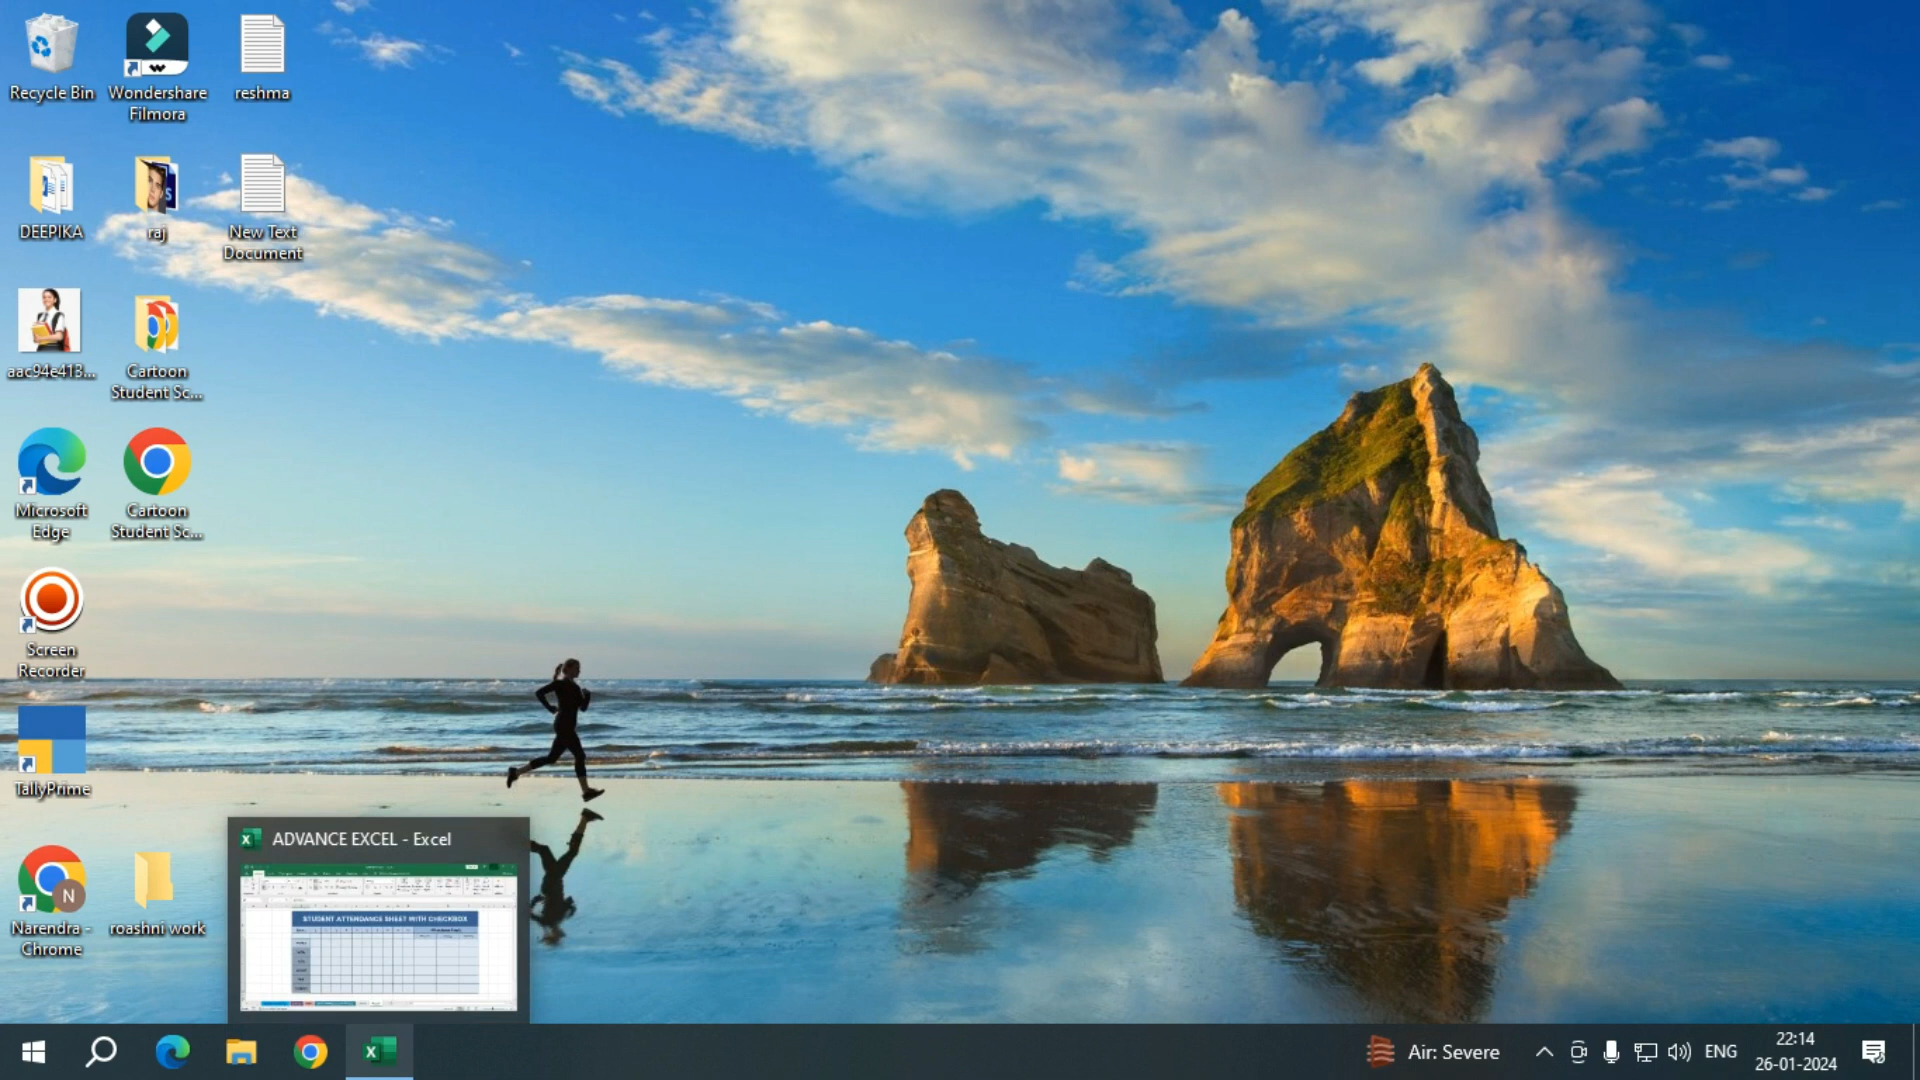 Recycle Bin
Wondershare
Filmora
reshma
DEEPIKA
raj
New Text
Document
aac94e413...
Cartoon
Student Sc...
Microsoft
Edge
Cartoon
Student Sc...
Screen
Recorder
TallyPrime
Narendra -
Chrome
N
roashni work
ADVANCE EXCEL - Excel
STUDENT ATTENDANCE SHEET WITH CHECKBOX
Air: Severe
ENG
22:14
26-01-2024